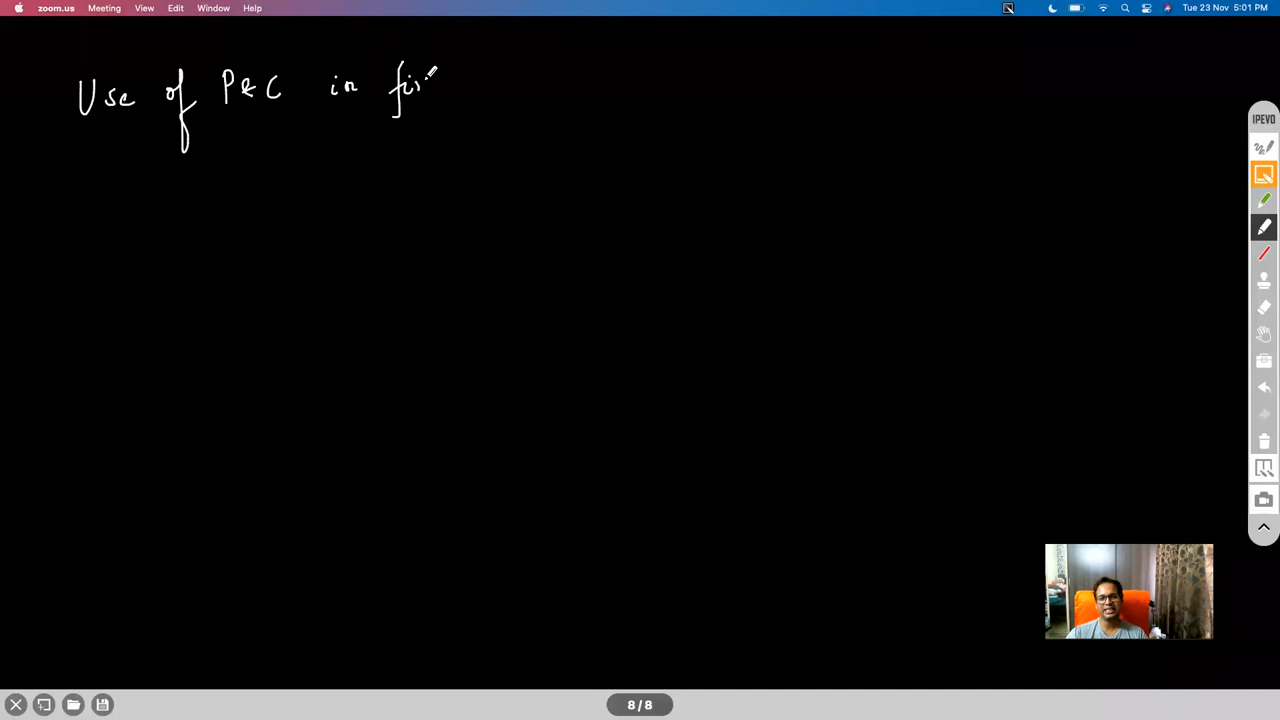 zoom.us Meeting View Window Edit Help Tue 23 Nov 5:01 PM
Use of P&C in fi
IPEVO
8/8